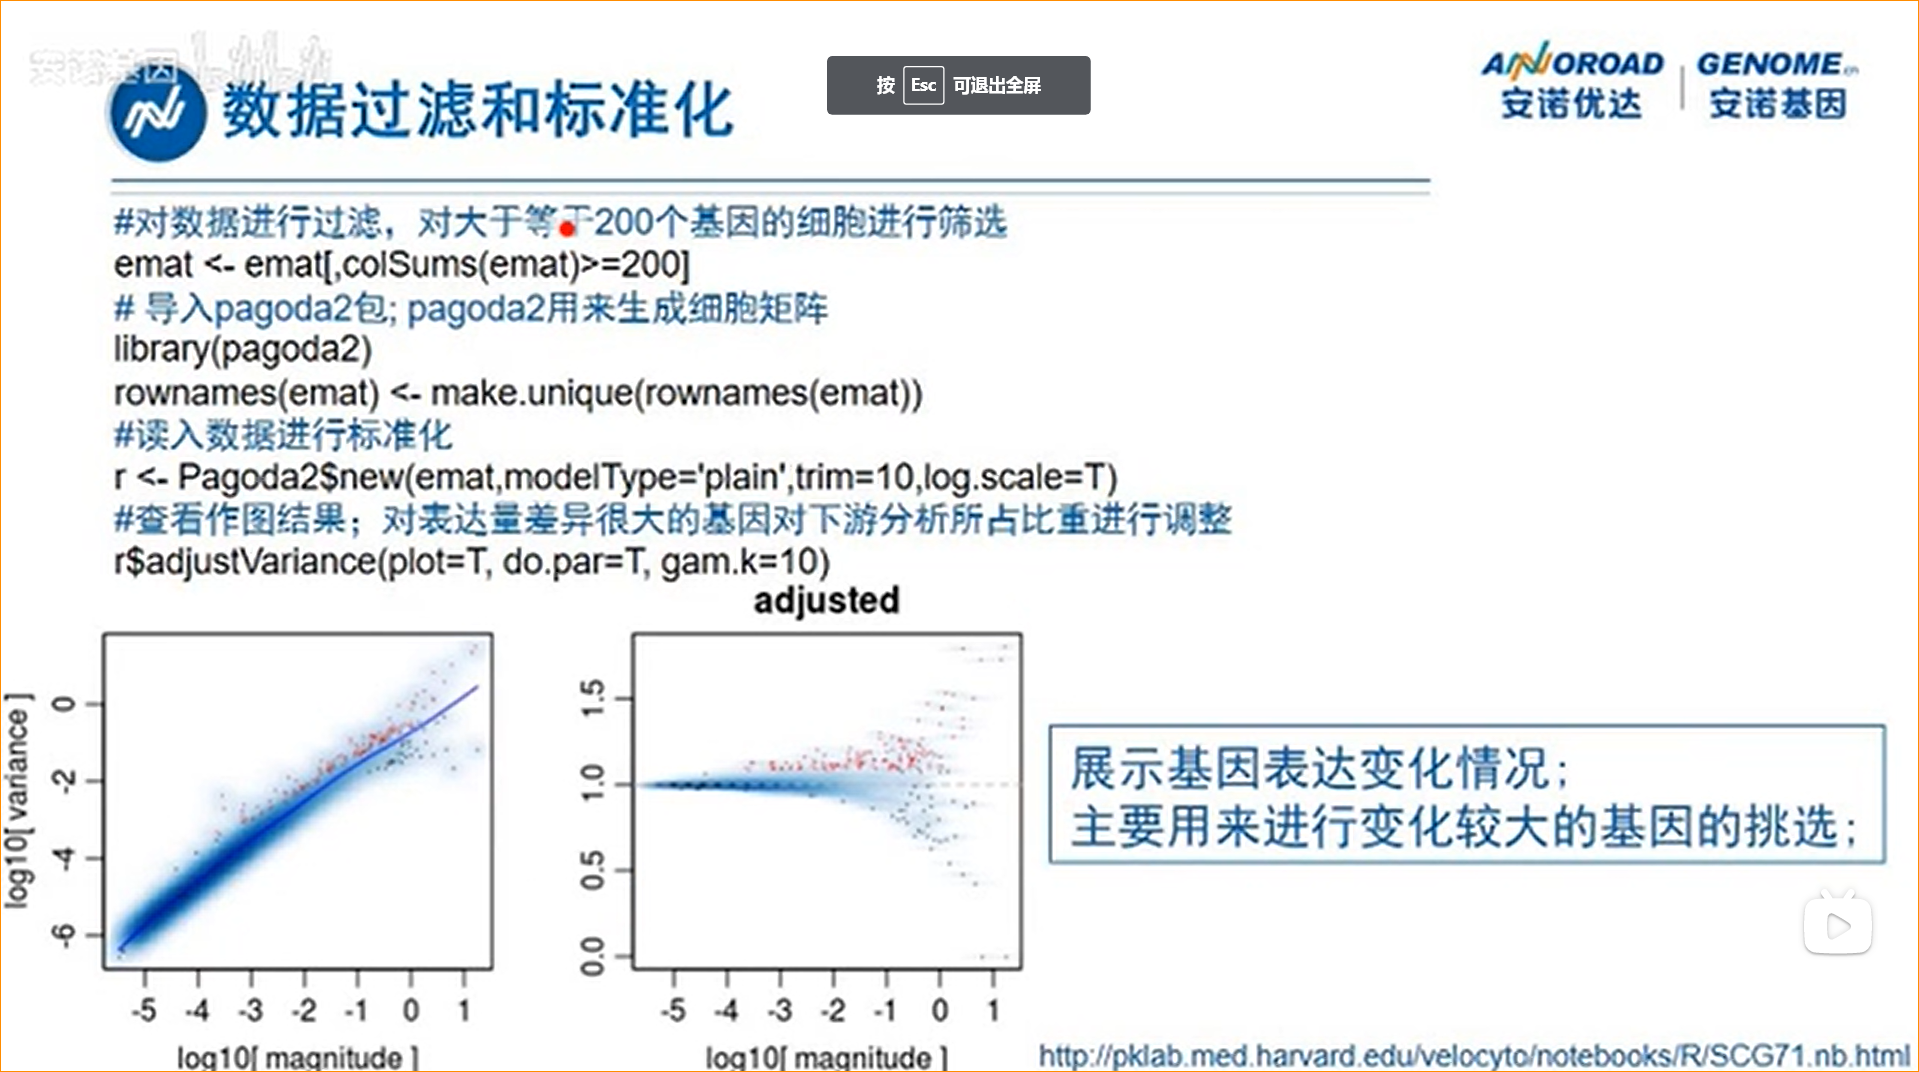 安诺基因
按 Esc 可退出全屏
ANNOROAD 安诺优达
GENOME.cn 安诺基因
数据过滤和标准化
#对数据进行过滤，对大于等于200个基因的细胞进行筛选
emat <- emat[,colSums(emat)>=200]
# 导入pagoda2包; pagoda2用来生成细胞矩阵
library(pagoda2)
rownames(emat) <- make.unique(rownames(emat))
#读入数据进行标准化
r <- Pagoda2$new(emat,modelType='plain',trim=10,log.scale=T)
#查看作图结果；对表达量差异很大的基因对下游分析所占比重进行调整
r$adjustVariance(plot=T, do.par=T, gam.k=10)
adjusted
log10[ variance ]
0
-2
-4
-6
-5 -4 -3 -2 -1 0 1
log10[ magnitude ]
1.5
1.0
0.5
0.0
-5 -4 -3 -2 -1 0 1
log10[ magnitude ]
展示基因表达变化情况；
主要用来进行变化较大的基因的挑选；
http://pklab.med.harvard.edu/velocyto/notebooks/R/SCG71.nb.html